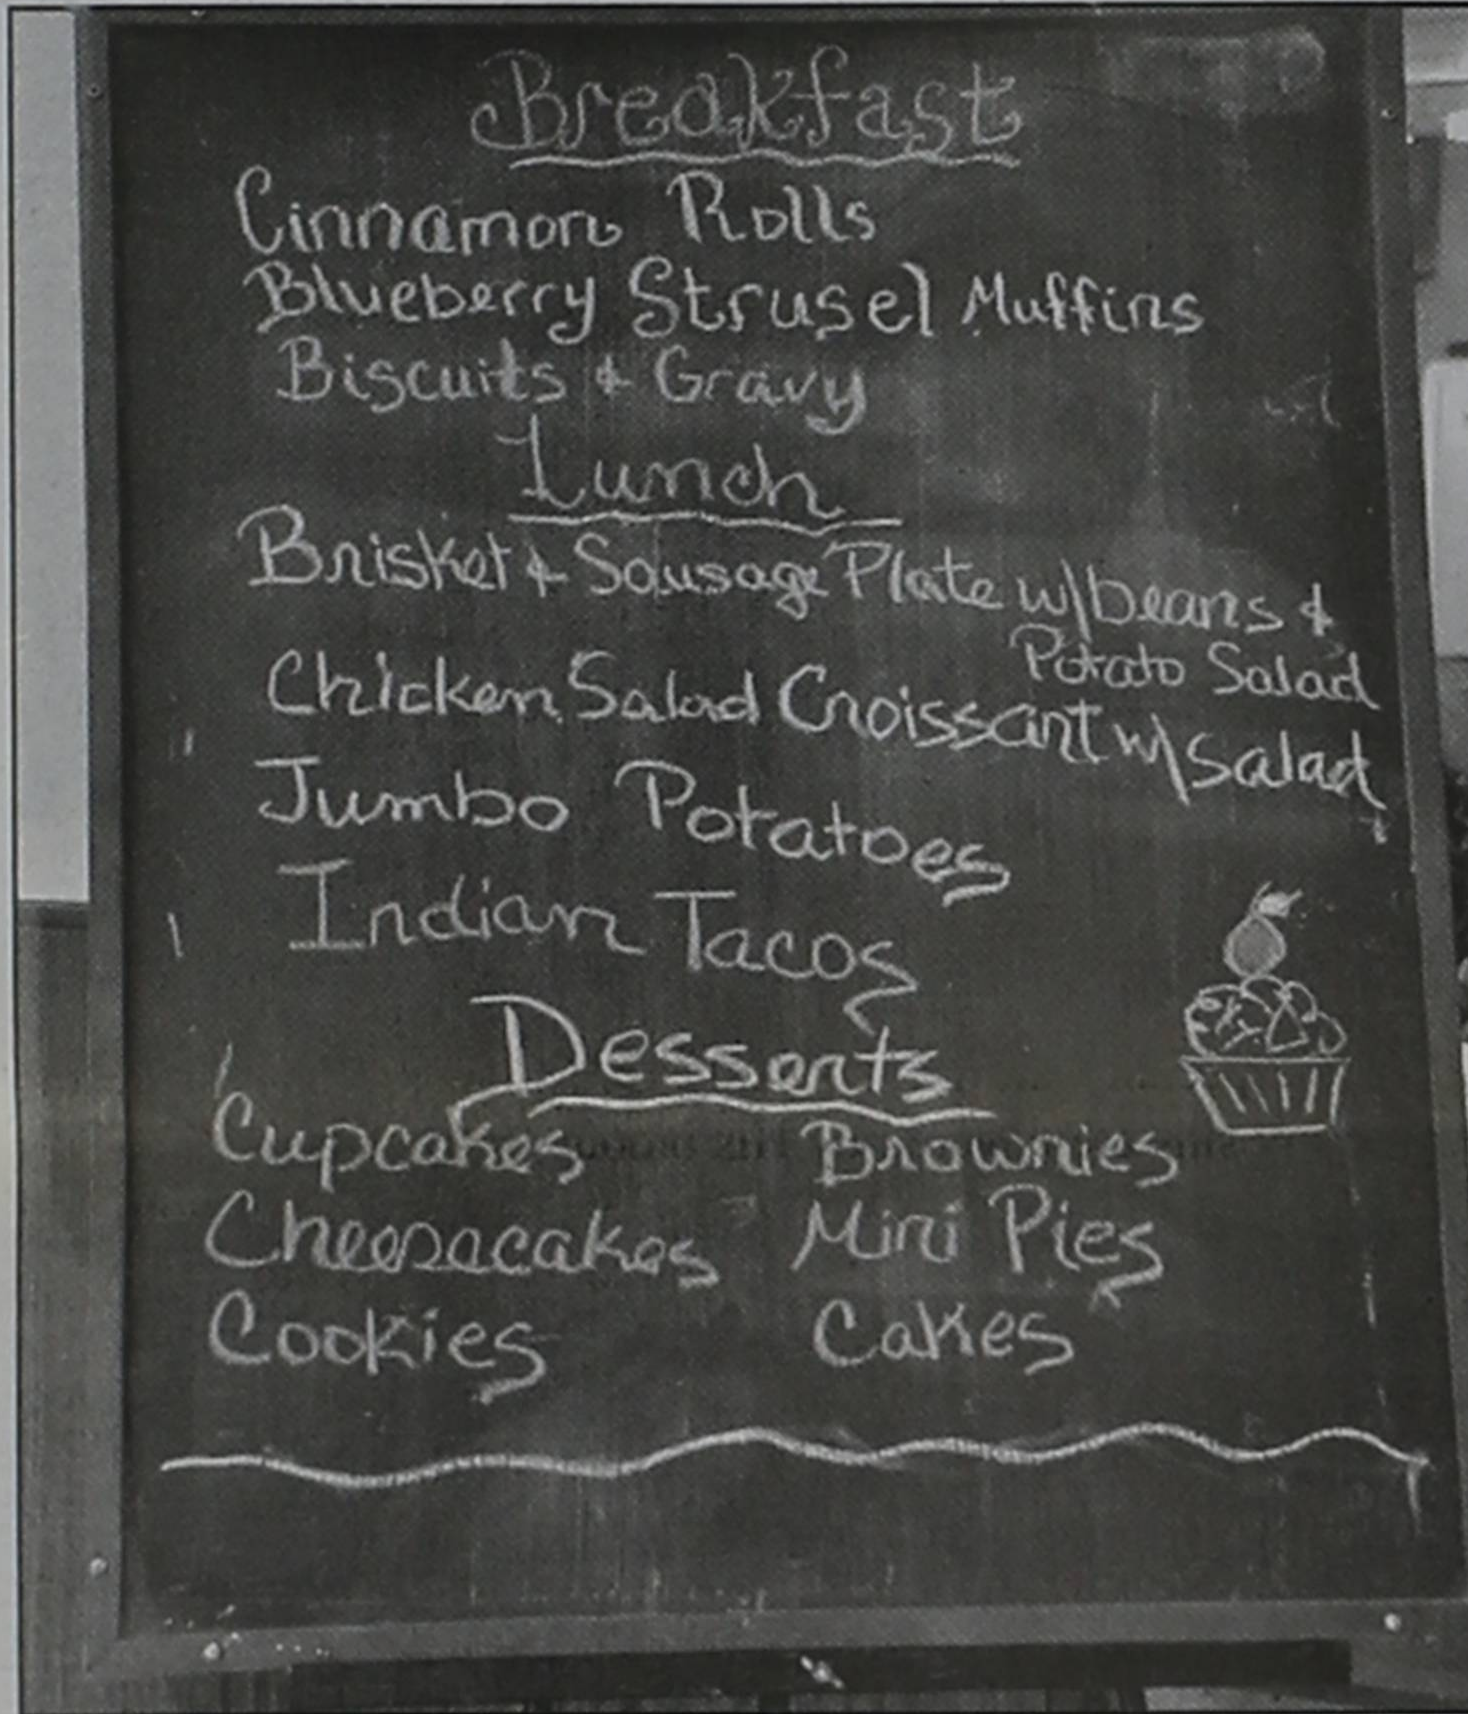 Breakfast
Cinnamon Rolls
Blueberry Strusel Muffins
Biscuits & Gravy
Lunch
Brisket & Sausage Plate w/beans &
Potato Salad
Chicken Salad Croissant w/Salad
Jumbo Potatoes
Indian Tacos
Desserts
Cupcakes Brownies
Cheesecakes Mini Pies
Cookies Cakes